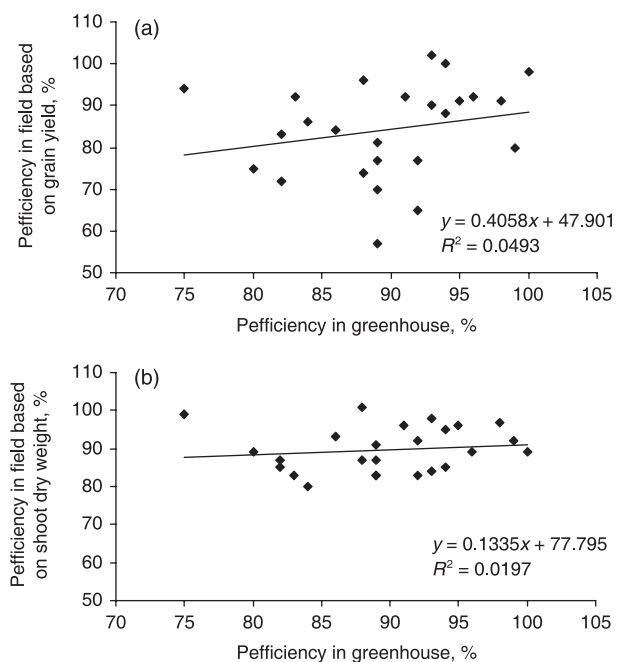 (a)
Pefficiency in field based
on grain yield, %
110
100
90
80
70
60
50
y = 0.4058x + 47.901
R² = 0.0493
70 75 80 85 90 95 100 105
Pefficiency in greenhouse, %
(b)
Pefficiency in field based
on shoot dry weight, %
110
100
90
80
70
60
50
y = 0.1335x + 77.795
R² = 0.0197
70 75 80 85 90 95 100 105
Pefficiency in greenhouse, %